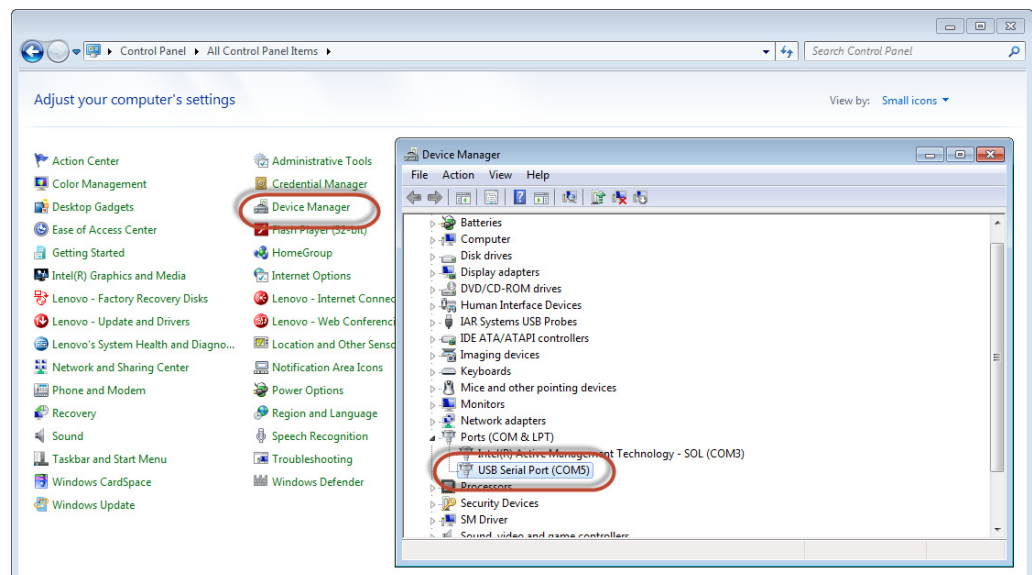 Control Panel ▸ All Control Panel Items ▸
Search Control Panel
Adjust your computer's settings
View by: Small icons
Action Center
Color Management
Desktop Gadgets
Ease of Access Center
Getting Started
Intel(R) Graphics and Media
Lenovo - Factory Recovery Disks
Lenovo - Update and Drivers
Lenovo's System Health and Diagno...
Network and Sharing Center
Phone and Modem
Recovery
Sound
Taskbar and Start Menu
Windows CardSpace
Windows Update
Administrative Tools
Credential Manager
Device Manager
Flash Player (32-bit)
HomeGroup
Internet Options
Lenovo - Internet Connec
Lenovo - Web Conferenci
Location and Other Senso
Notification Area Icons
Power Options
Region and Language
Speech Recognition
Troubleshooting
Windows Defender
Device Manager
File Action View Help
Batteries
Computer
Disk drives
Display adapters
DVD/CD-ROM drives
Human Interface Devices
IAR Systems USB Probes
IDE ATA/ATAPI controllers
Imaging devices
Keyboards
Mice and other pointing devices
Monitors
Network adapters
Ports (COM & LPT)
Intel(R) Active Management Technology - SOL (COM3)
USB Serial Port (COM5)
Processors
Security Devices
SM Driver
Sound, video and game controllers